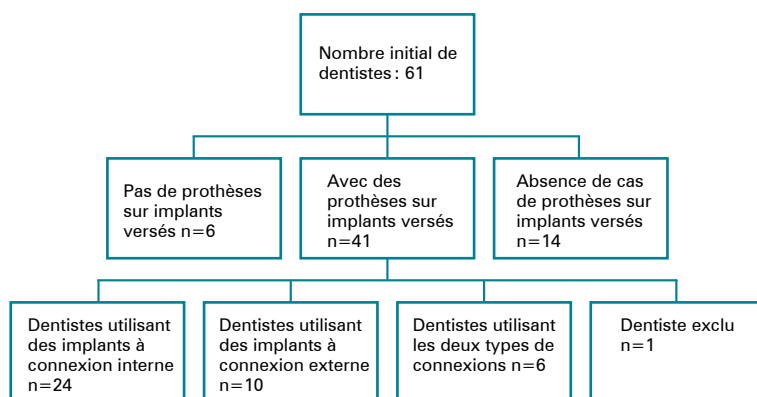 Nombre initial de
dentistes : 61
Pas de prothèses
sur implants
versés n=6
Avec des
prothèses sur
implants versés
n=41
Absence de cas
de prothèses sur
implants versés
n=14
Dentistes utilisant
des implants à
connexion interne
n=24
Dentistes utilisant
des implants à
connexion externe
n=10
Dentistes utilisant
les deux types de
connexions n=6
Dentiste exclu
n=1